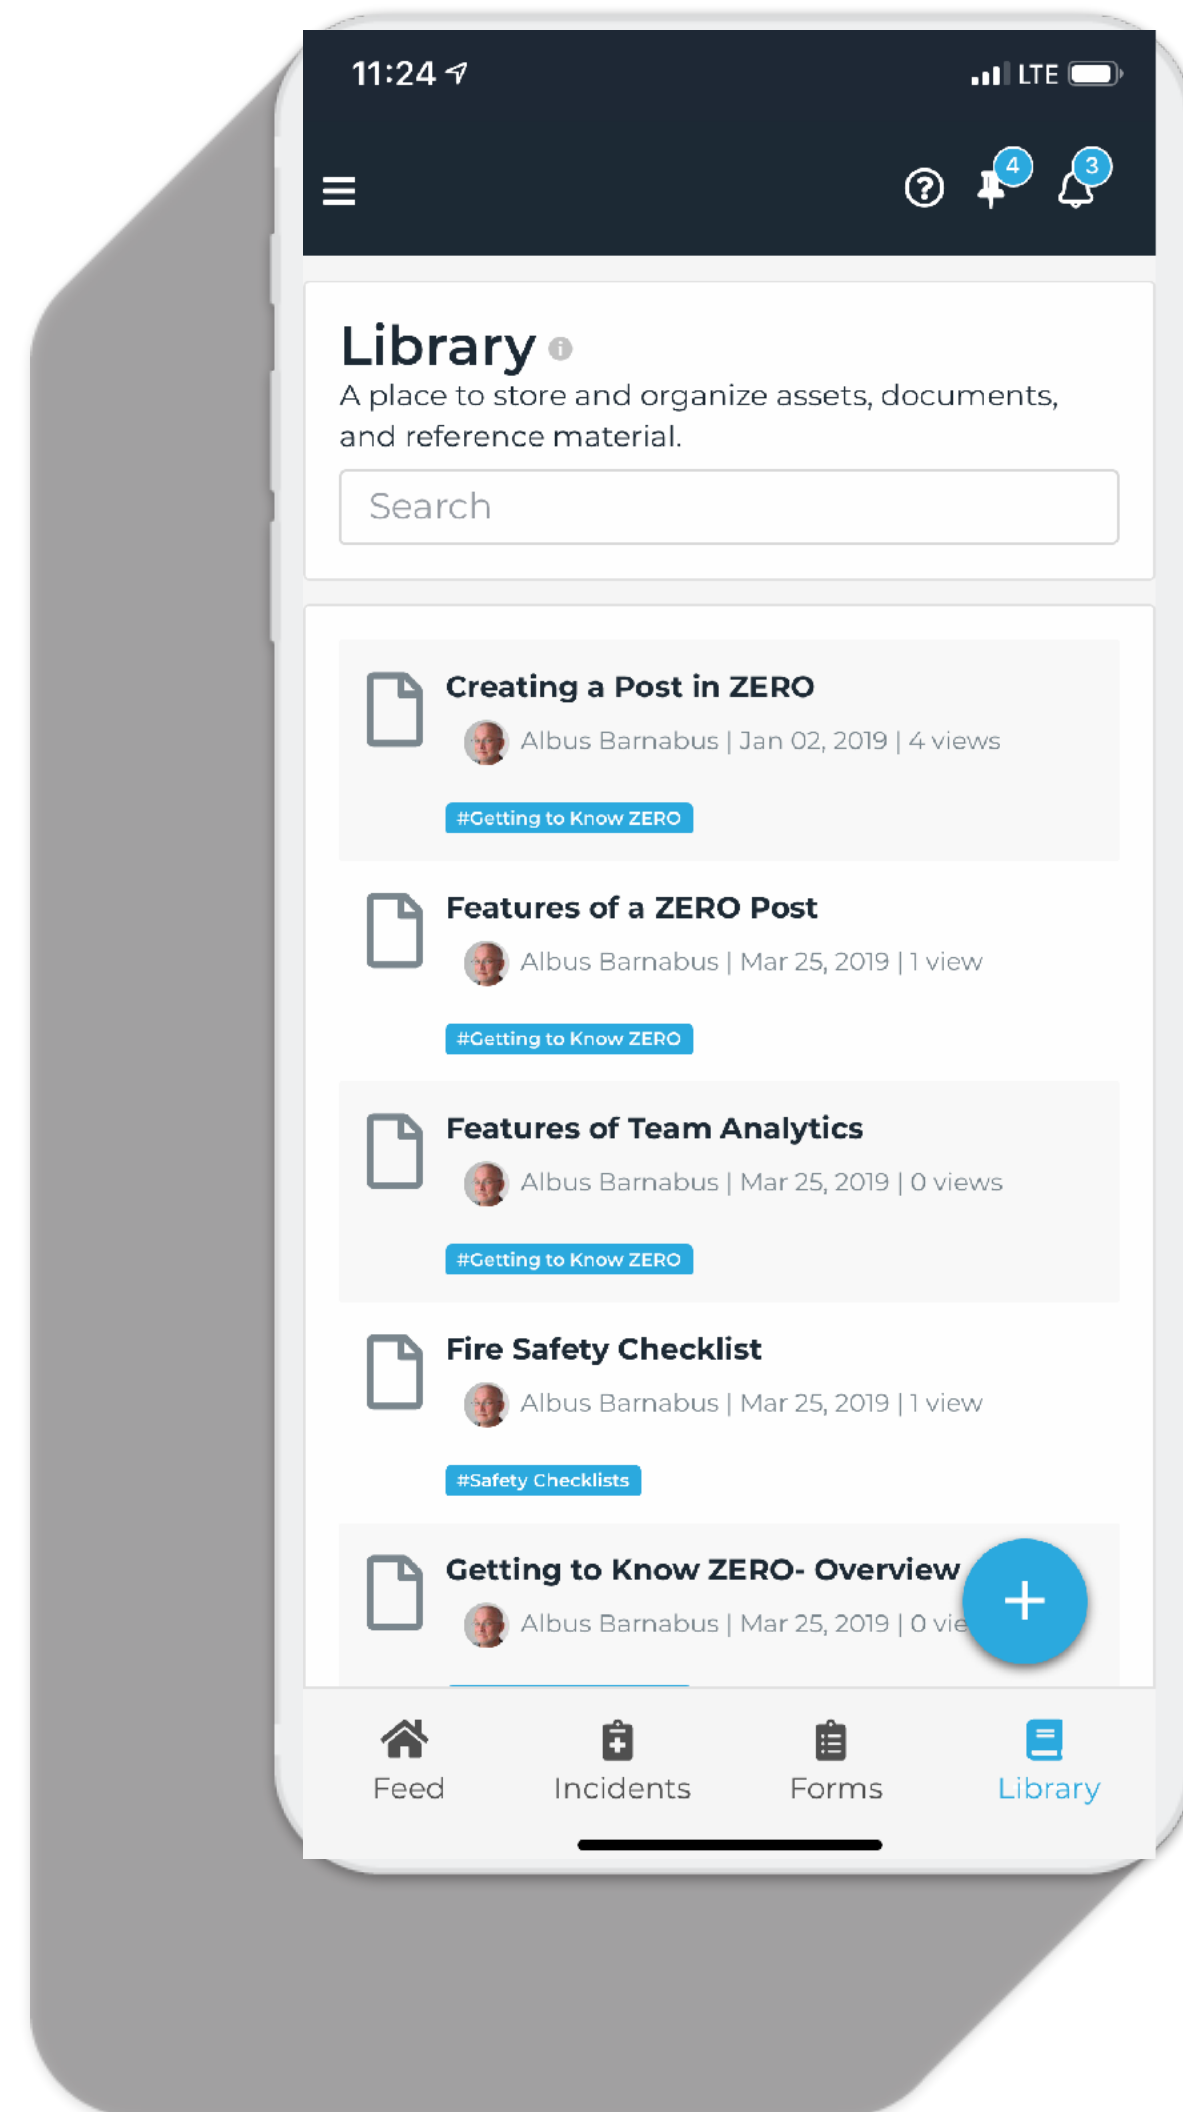 11:24 LTE
4 3
Library
A place to store and organize assets, documents,
and reference material.
Search
Creating a Post in ZERO
Albus Barnabus | Jan 02, 2019 | 4 views
#Getting to Know ZERO
Features of a ZERO Post
Albus Barnabus | Mar 25, 2019 | 1 view
#Getting to Know ZERO
Features of Team Analytics
Albus Barnabus | Mar 25, 2019 | 0 views
#Getting to Know ZERO
Fire Safety Checklist
Albus Barnabus | Mar 25, 2019 | 1 view
#Safety Checklists
Getting to Know ZERO- Overview
Albus Barnabus | Mar 25, 2019 | 0 vie
Feed Incidents Forms Library